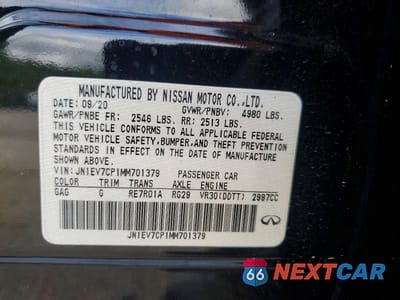 MANUFACTURED BY NISSAN MOTOR CO.,LTD.
DATE: 09/20 GVWR/PNBV: 4980 LBS.
GAWR/PNBE FR: 2546 LBS. RR: 2513 LBS.
THIS VEHICLE CONFORMS TO ALL APPLICABLE FEDERAL
MOTOR VEHICLE SAFETY, BUMPER, AND THEFT PREVENTION
STANDARDS IN EFFECT ON THE DATE OF MANUFACTURE
SHOWN ABOVE.
VIN: JN1EV7CP1MM701379 PASSENGER CAR
COLOR TRIM TRANS AXLE ENGINE
GAG G RE7R01A RG29 VR30(DDTT) 2997CC
JN1EV7CP1MM701379
INFINITI
66 NEXTCAR